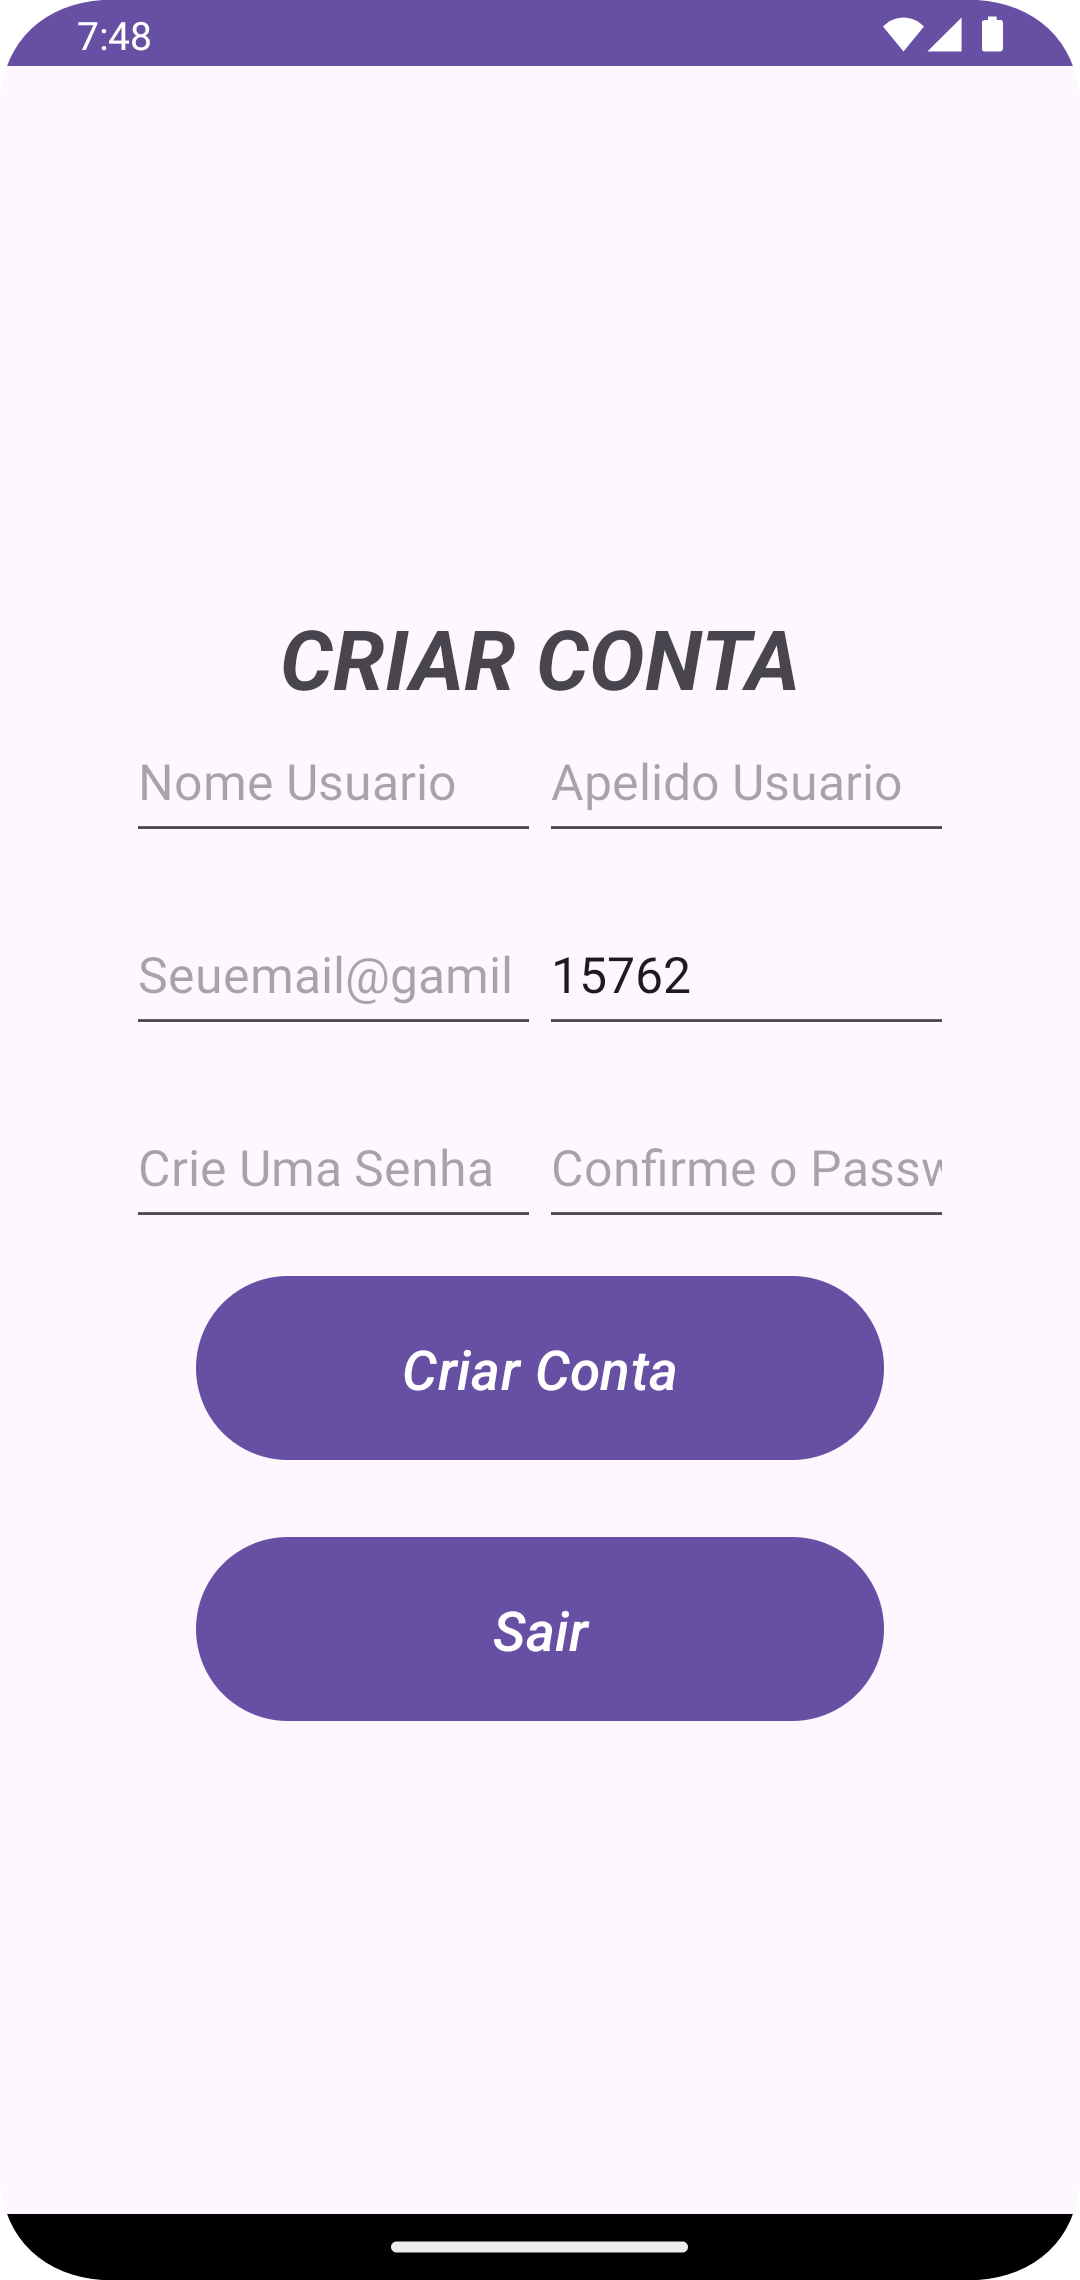 7:48
CRIAR CONTA
Nome Usuario Apelido Usuario
Seuemail@gamil 15762
Crie Uma Senha Confirme o Passw
Criar Conta
Sair